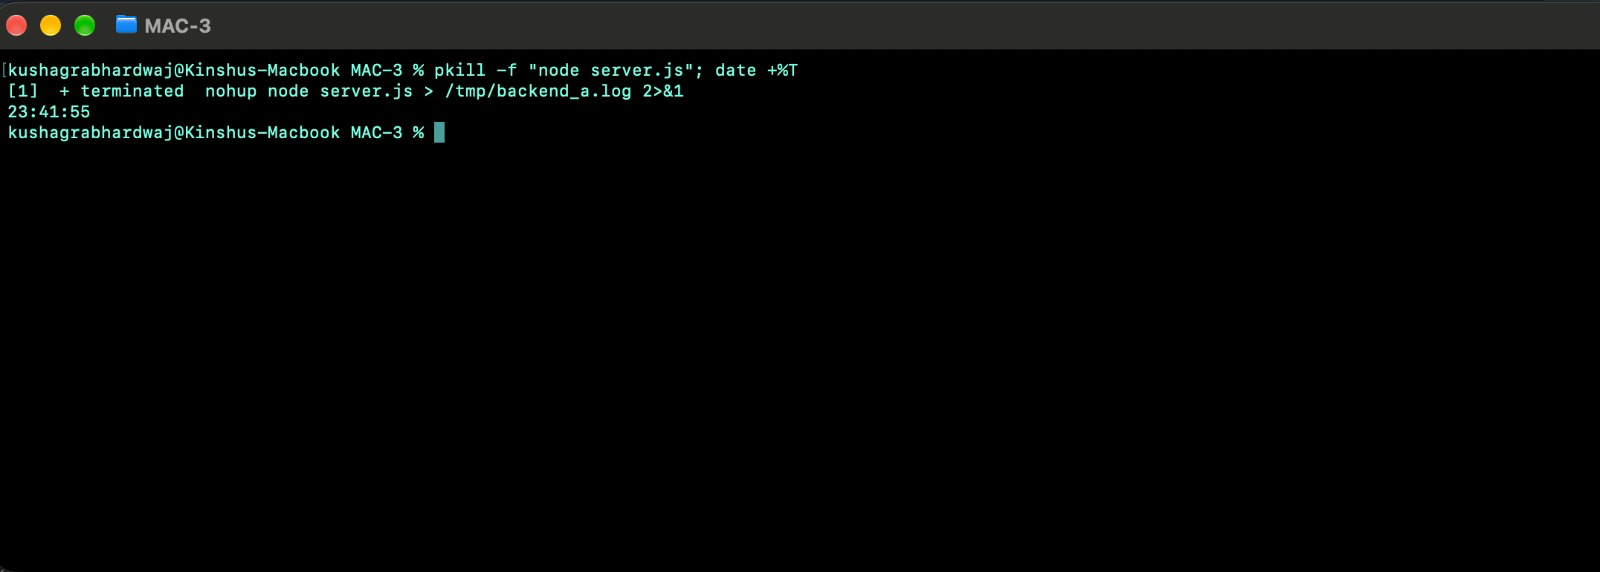 MAC-3
[kushagrabhardwaj@Kinshus-Macbook MAC-3 % pkill -f "node server.js"; date +%T
[1]  + terminated  nohup node server.js > /tmp/backend_a.log 2>&1
23:41:55
kushagrabhardwaj@Kinshus-Macbook MAC-3 %